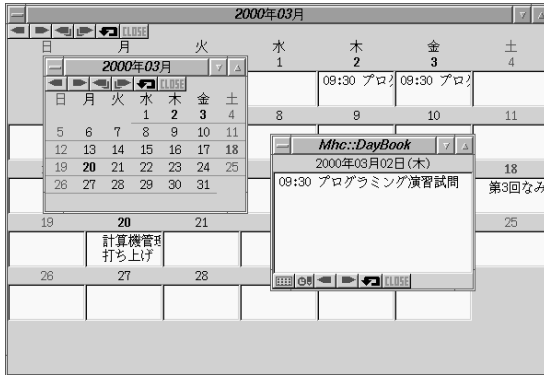 2000年03月
CLOSE
日 月 火 水 木 金 土
1 2 3 4
09:30 プロ
09:30 プロ
8 9 10 11
18
第3回なみ
19 20 21 25
計算機管理
打ち上げ
26 27 28
2000年03月
CLOSE
日 月 火 水 木 金 土
1 2 3 4
5 6 7 8 9 10 11
12 13 14 15 16 17 18
19 20 21 22 23 24 25
26 27 28 29 30 31
Mhc::DayBook
2000年03月02日(木)
09:30 プログラミング演習試問
CLOSE